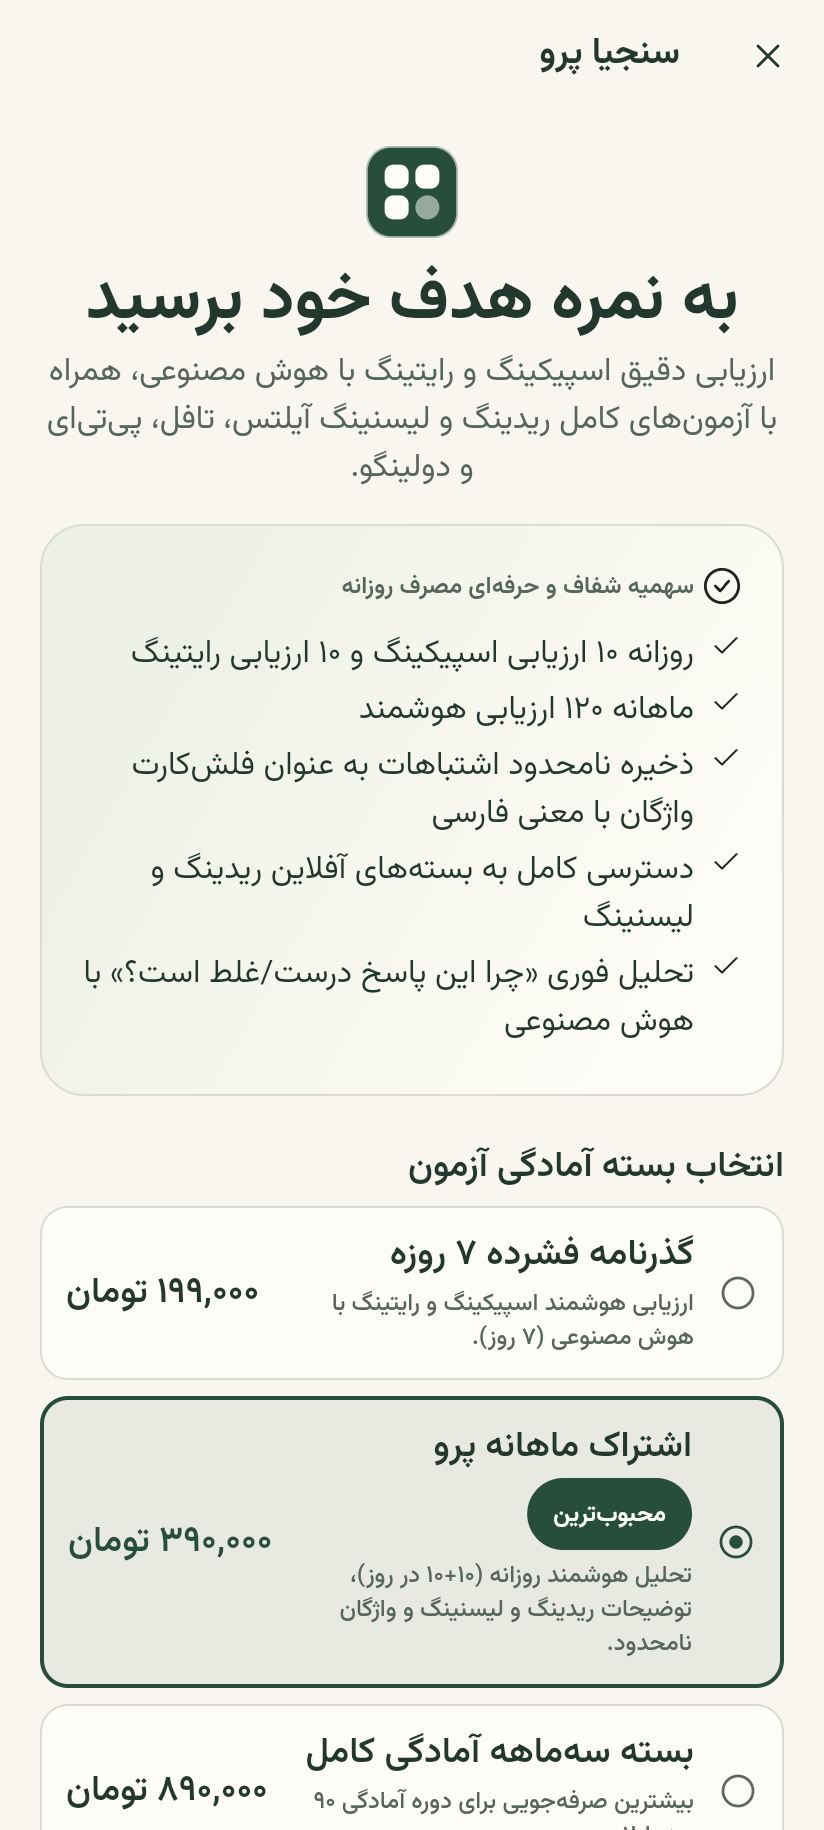 سنجیا پرو
به نمره هدف خود برسید
ارزیابی دقیق اسپیکینگ و رایتینگ با هوش مصنوعی، همراه
با آزمون‌های کامل ریدینگ و لیسنینگ آیلتس، تافل، پی‌تی‌ای
و دولینگو.
سهمیه شفاف و حرفه‌ای مصرف روزانه
روزانه ۱۰ ارزیابی اسپیکینگ و ۱۰ ارزیابی رایتینگ
ماهانه ۱۲۰ ارزیابی هوشمند
ذخیره نامحدود اشتباهات به عنوان فلش‌کارت
واژگان با معنی فارسی
دسترسی کامل به بسته‌های آفلاین ریدینگ و
لیسنینگ
تحلیل فوری «چرا این پاسخ درست/غلط است؟» با
هوش مصنوعی
انتخاب بسته آمادگی آزمون
گذرنامه فشرده ۷ روزه
ارزیابی هوشمند اسپیکینگ و رایتینگ با
هوش مصنوعی (۷ روز).
۱۹۹,۰۰۰ تومان
اشتراک ماهانه پرو
محبوب‌ترین
تحلیل هوشمند روزانه (۱۰+۱۰ در روز)،
توضیحات ریدینگ و لیسنینگ و واژگان
نامحدود.
۳۹۰,۰۰۰ تومان
بسته سه‌ماهه آمادگی کامل
بیشترین صرفه‌جویی برای دوره آمادگی ۹۰
۸۹۰,۰۰۰ تومان